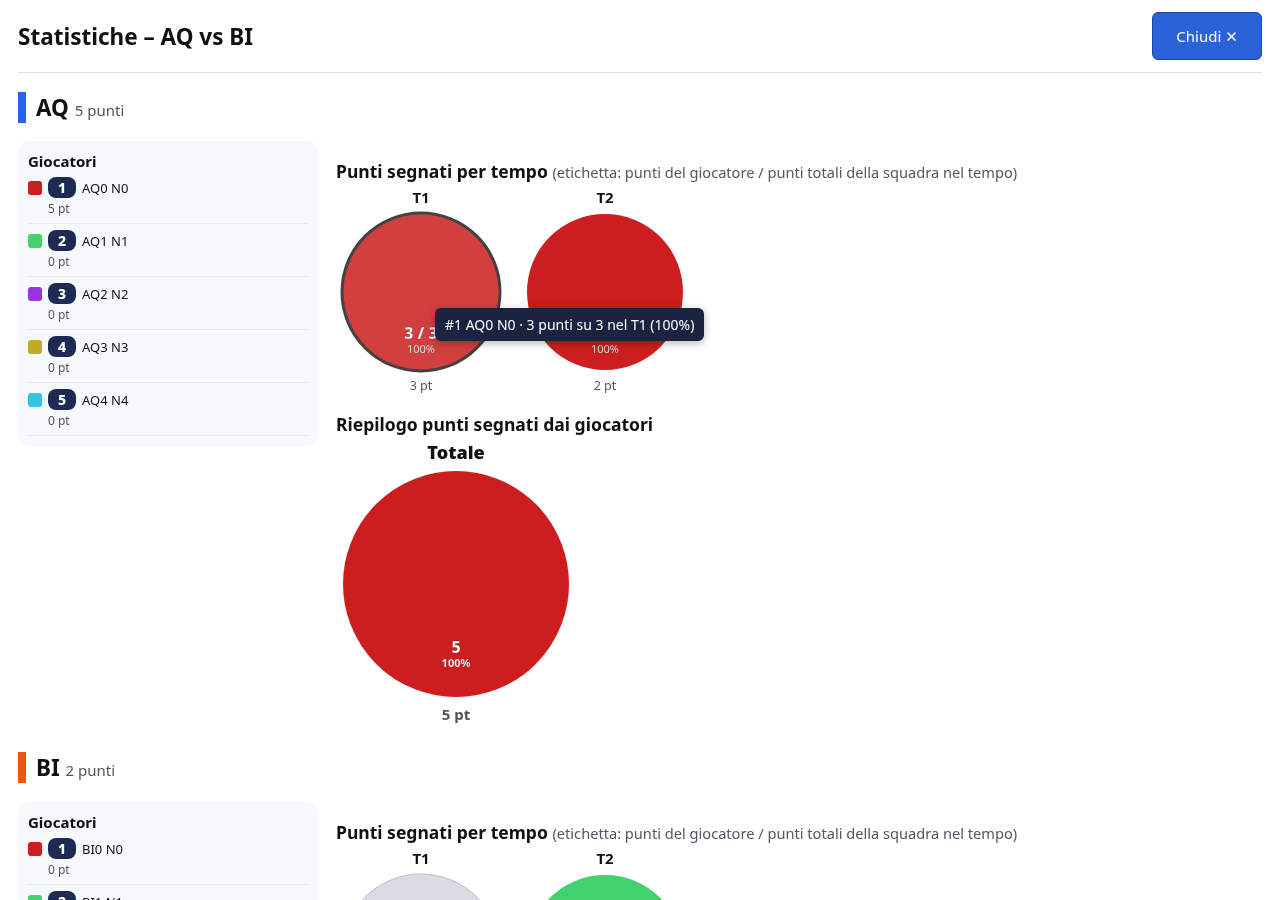 Statistiche – AQ vs BI
Chiudi ✕
AQ 5 punti
Giocatori
1 AQ0 N0
5 pt
2 AQ1 N1
0 pt
3 AQ2 N2
0 pt
4 AQ3 N3
0 pt
5 AQ4 N4
0 pt
Punti segnati per tempo (etichetta: punti del giocatore / punti totali della squadra nel tempo)
T1
T2
3 / 3
100%
#1 AQ0 N0 · 3 punti su 3 nel T1 (100%)
100%
3 pt
2 pt
Riepilogo punti segnati dai giocatori
Totale
5
100%
5 pt
BI 2 punti
Giocatori
1 BI0 N0
0 pt
2 BI1 N1
Punti segnati per tempo (etichetta: punti del giocatore / punti totali della squadra nel tempo)
T1
T2